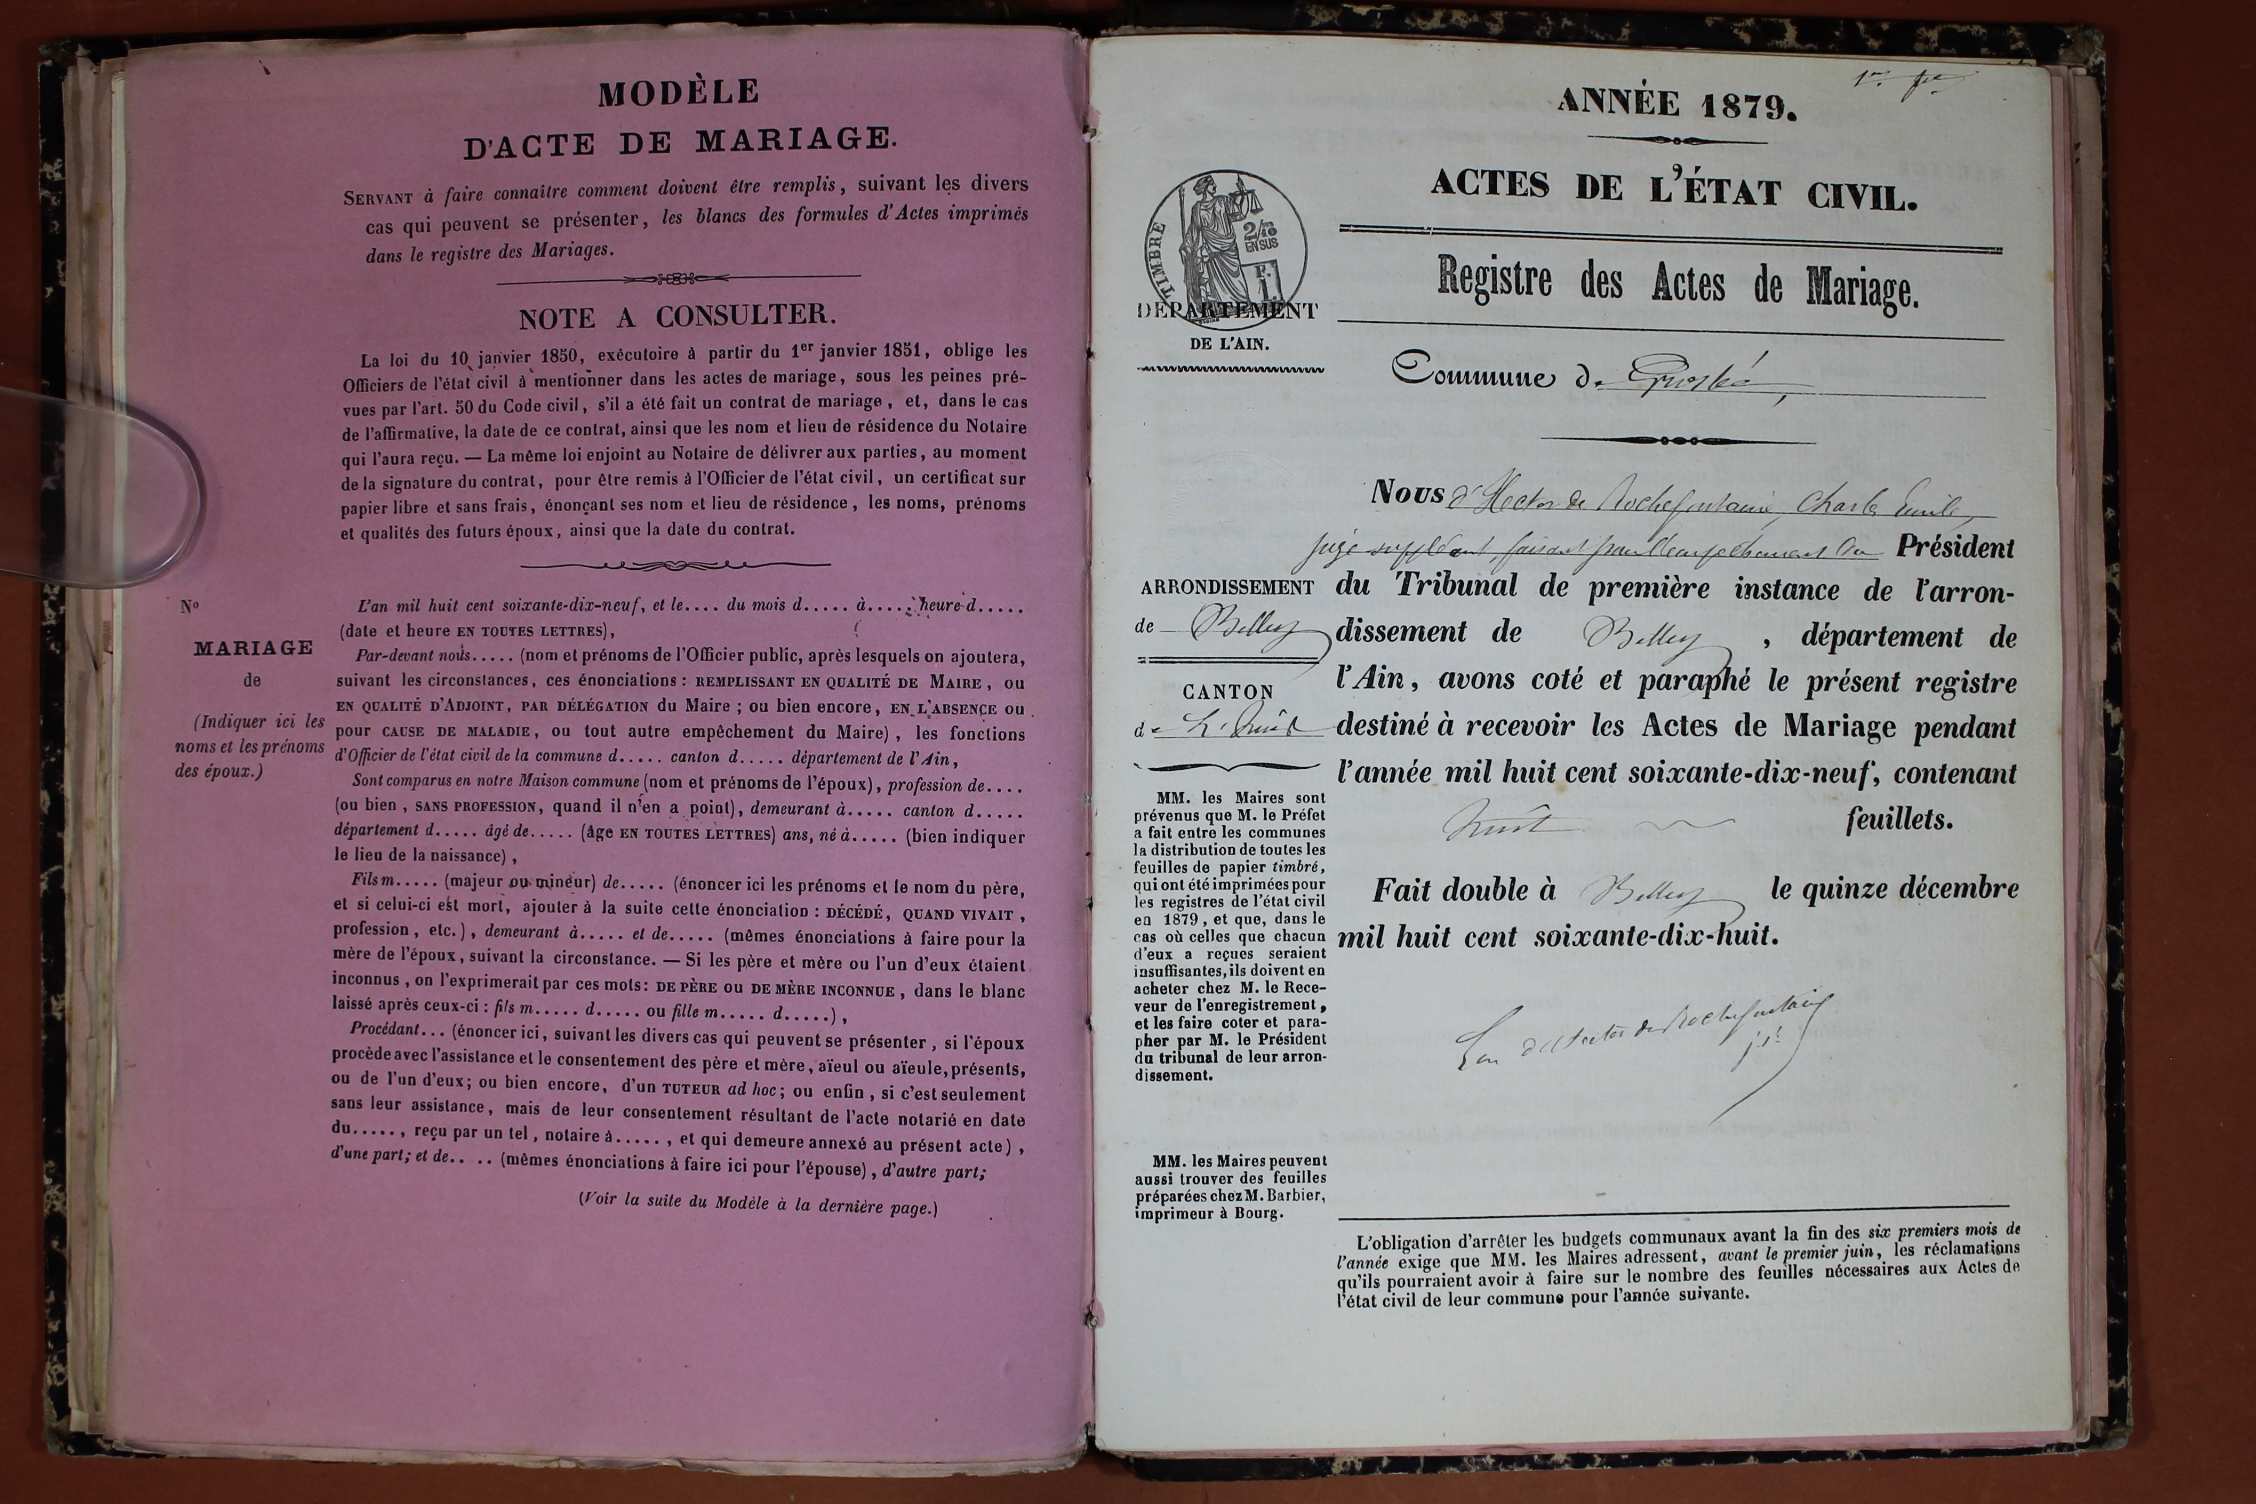 MODÈLE
D'ACTE DE MARIAGE.
SERVANT à faire connaître comment doivent être remplis, suivant les divers
cas qui peuvent se présenter, les blancs des formules d'Actes imprimés
dans le registre des Mariages.
NOTE A CONSULTER.
La loi du 10 janvier 1850, exécutoire à partir du 1er janvier 1851, oblige les
Officiers de l'état civil à mentionner dans les actes de mariage, sous les peines pré-
vues par l'art. 50 du Code civil, s'il a été fait un contrat de mariage, et, dans le cas
de l'affirmative, la date de ce contrat, ainsi que les nom et lieu de résidence du Notaire
qui l'aura reçu. — La même loi enjoint au Notaire de délivrer aux parties, au moment
de la signature du contrat, pour être remis à l'Officier de l'état civil, un certificat sur
papier libre et sans frais, énonçant ses nom et lieu de résidence, les noms, prénoms
et qualités des futurs époux, ainsi que la date du contrat.
No
MARIAGE
de
(Indiquer ici les
noms et les prénoms
des époux.)
L'an mil huit cent soixante-dix-neuf, et le.... du mois d..... à..... heure d.....
(date et heure EN TOUTES LETTRES),
Par-devant nous..... (nom et prénoms de l'Officier public, après lesquels on ajoutera,
suivant les circonstances, ces énonciations : REMPLISSANT EN QUALITÉ DE MAIRE, ou
EN QUALITÉ D'ADJOINT, PAR DÉLÉGATION du Maire ; ou bien encore, EN L'ABSENCE ou
pour CAUSE DE MALADIE, ou tout autre empêchement du Maire), les fonctions
d'Officier de l'état civil de la commune d..... canton d..... département de l'Ain,
Sont comparus en notre Maison commune (nom et prénoms de l'époux), profession de....
(ou bien, SANS PROFESSION, quand il n'en a point), demeurant à..... canton d.....
département d..... âgé de..... (âge EN TOUTES LETTRES) ans, né à..... (bien indiquer
le lieu de la naissance),
Fils m..... (majeur ou mineur) de..... (énoncer ici les prénoms et le nom du père,
et si celui-ci est mort, ajouter à la suite cette énonciation : DÉCÉDÉ, QUAND VIVAIT,
profession, etc.), demeurant à..... et de..... (mêmes énonciations à faire pour la
mère de l'époux, suivant la circonstance. — Si les père et mère ou l'un d'eux étaient
inconnus, on l'exprimerait par ces mots : DE PÈRE ou DE MÈRE INCONNUE, dans le blanc
laissé après ceux-ci : fils m..... d..... ou fille m..... d.....),
Procédant... (énoncer ici, suivant les divers cas qui peuvent se présenter, si l'époux
procède avec l'assistance et le consentement des père et mère, aïeul ou aïeule, présents,
ou de l'un d'eux ; ou bien encore, d'un TUTEUR ad hoc ; ou enfin, si c'est seulement
sans leur assistance, mais de leur consentement résultant de l'acte notarié en date
du....., reçu par un tel, notaire à....., et qui demeure annexé au présent acte),
d'une part ; et de.. .. (mêmes énonciations à faire ici pour l'épouse), d'autre part ;
(Voir la suite du Modèle à la dernière page.)
ANNÉE 1879.
ACTES DE L'ÉTAT CIVIL.
Registre des Actes de Mariage.
TIMBRE
2/10
EN SUS
DÉPARTEMENT
DE L'AIN.
Commune de Groslée
ARRONDISSEMENT
de Belley
CANTON
de L'huis
MM. les Maires sont
prévenus que M. le Préfet
a fait entre les communes
la distribution de toutes les
feuilles de papier timbré,
qui ont été imprimées pour
les registres de l'état civil
en 1879, et que, dans le
cas où celles que chacun
d'eux a reçues seraient
insuffisantes, ils doivent en
acheter chez M. le Rece-
veur de l'enregistrement,
et les faire coter et para-
pher par M. le Président
du tribunal de leur arron-
dissement.
MM. les Maires peuvent
aussi trouver des feuilles
préparées chez M. Barbier,
imprimeur à Bourg.
Nous d'Hector de Rochefontaine, Charles Emile,
juge suppléant, faisant pour l'empêchement du Président
du Tribunal de première instance de l'arron-
dissement de Belley, département de
l'Ain, avons coté et paraphé le présent registre
destiné à recevoir les Actes de Mariage pendant
l'année mil huit cent soixante-dix-neuf, contenant
huit feuillets.
Fait double à Belley le quinze décembre
mil huit cent soixante-dix-huit.
d'Hector de Rochefontaine
L'obligation d'arrêter les budgets communaux avant la fin des six premiers mois de
l'année exige que MM. les Maires adressent, avant le premier juin, les réclamations
qu'ils pourraient avoir à faire sur le nombre des feuilles nécessaires aux Actes de
l'état civil de leur commune pour l'année suivante.